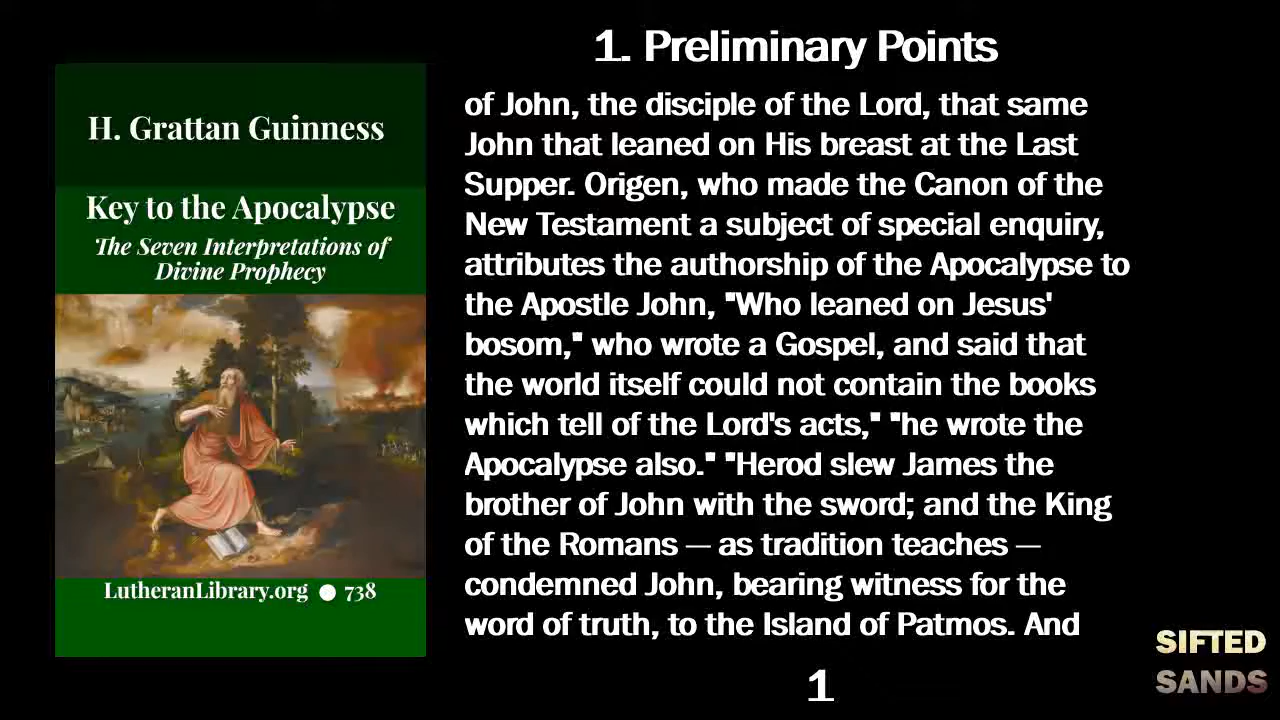 H. Grattan Guinness
Key to the Apocalypse
The Seven Interpretations of
Divine Prophecy
LutheranLibrary.org ● 738
1. Preliminary Points
of John, the disciple of the Lord, that same
John that leaned on His breast at the Last
Supper. Origen, who made the Canon of the
New Testament a subject of special enquiry,
attributes the authorship of the Apocalypse to
the Apostle John, "Who leaned on Jesus'
bosom," who wrote a Gospel, and said that
the world itself could not contain the books
which tell of the Lord's acts," "he wrote the
Apocalypse also." "Herod slew James the
brother of John with the sword; and the King
of the Romans — as tradition teaches —
condemned John, bearing witness for the
word of truth, to the Island of Patmos. And
1
SIFTED
SANDS